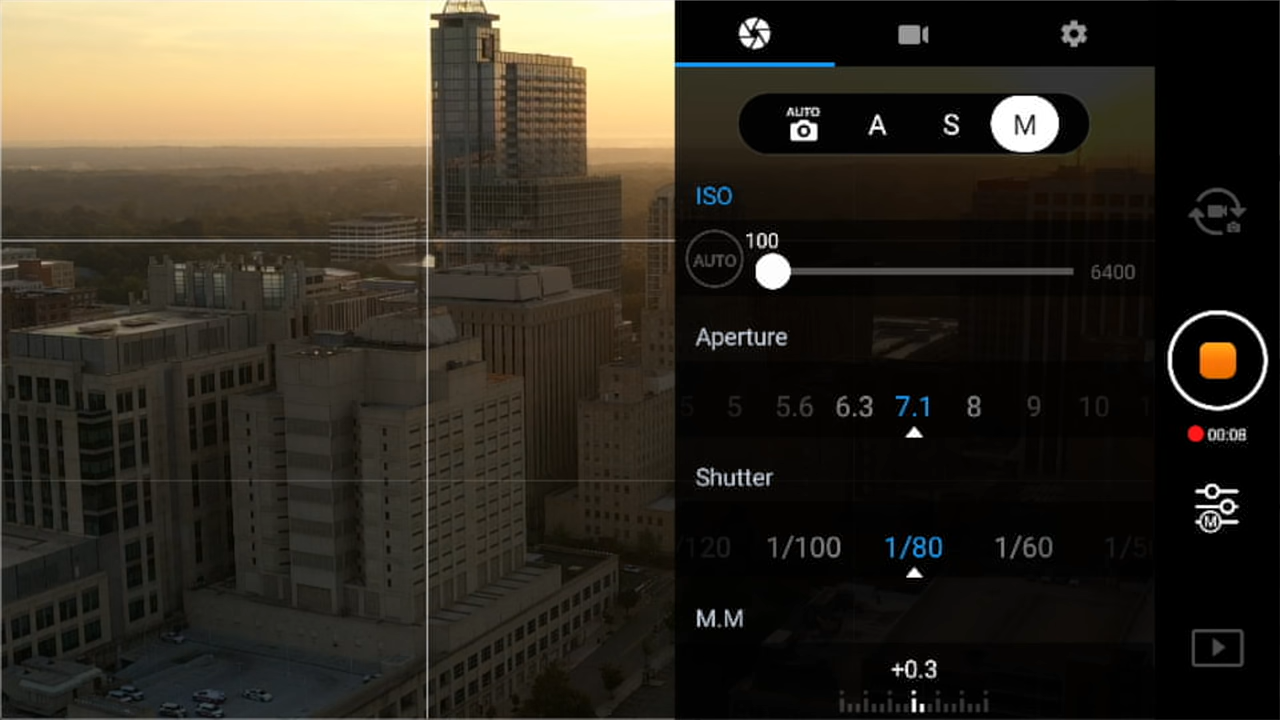 AUTO A S M
ISO
100
AUTO
6400
Aperture
5 5.6 6.3 7.1 8 9 10
00:08
Shutter
1/100 1/80 1/60
M
M.M
+0.3